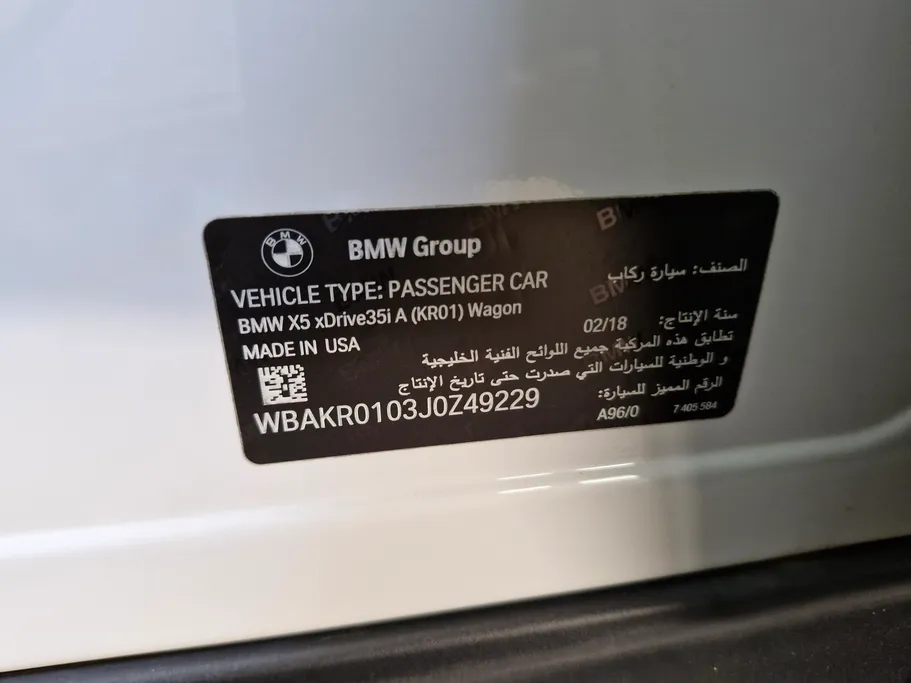 BMW
BMW Group
VEHICLE TYPE: PASSENGER CAR
الصنف: سيارة ركاب
BMW X5 xDrive35i A (KR01) Wagon
سنة الإنتاج: 02/18
MADE IN USA
تطابق هذه المركبة جميع اللوائح الفنية الخليجية
و الوطنية للسيارات التي صدرت حتى تاريخ الإنتاج
الرقم المميز للسيارة:
WBAKR0103J0Z49229
A96/0
7 405 584